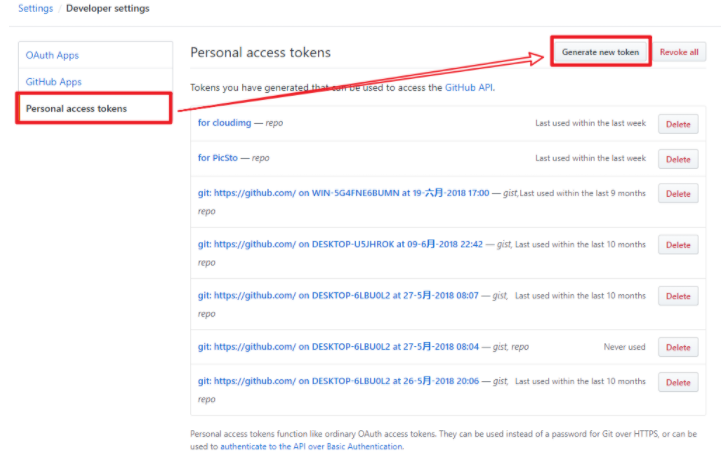 Settings / Developer settings
OAuth Apps
GitHub Apps
Personal access tokens
Personal access tokens
Generate new token
Revoke all
Tokens you have generated that can be used to access the GitHub API.
for cloudimg — repo Last used within the last week Delete
for PicSto — repo Last used within the last week Delete
git: https://github.com/ on WIN-5G4FNE6BUMN at 19-六月-2018 17:00 — gist, Last used within the last 9 months Delete
repo
git: https://github.com/ on DESKTOP-U5JHROK at 09-6月-2018 22:42 — gist, Last used within the last 10 months Delete
repo
git: https://github.com/ on DESKTOP-6LBU0L2 at 27-5月-2018 08:07 — gist, Last used within the last 10 months Delete
repo
git: https://github.com/ on DESKTOP-6LBU0L2 at 27-5月-2018 08:04 — gist, repo Never used Delete
git: https://github.com/ on DESKTOP-6LBU0L2 at 26-5月-2018 20:06 — gist, Last used within the last 10 months Delete
repo
Personal access tokens function like ordinary OAuth access tokens. They can be used instead of a password for Git over HTTPS, or can be
used to authenticate to the API over Basic Authentication.